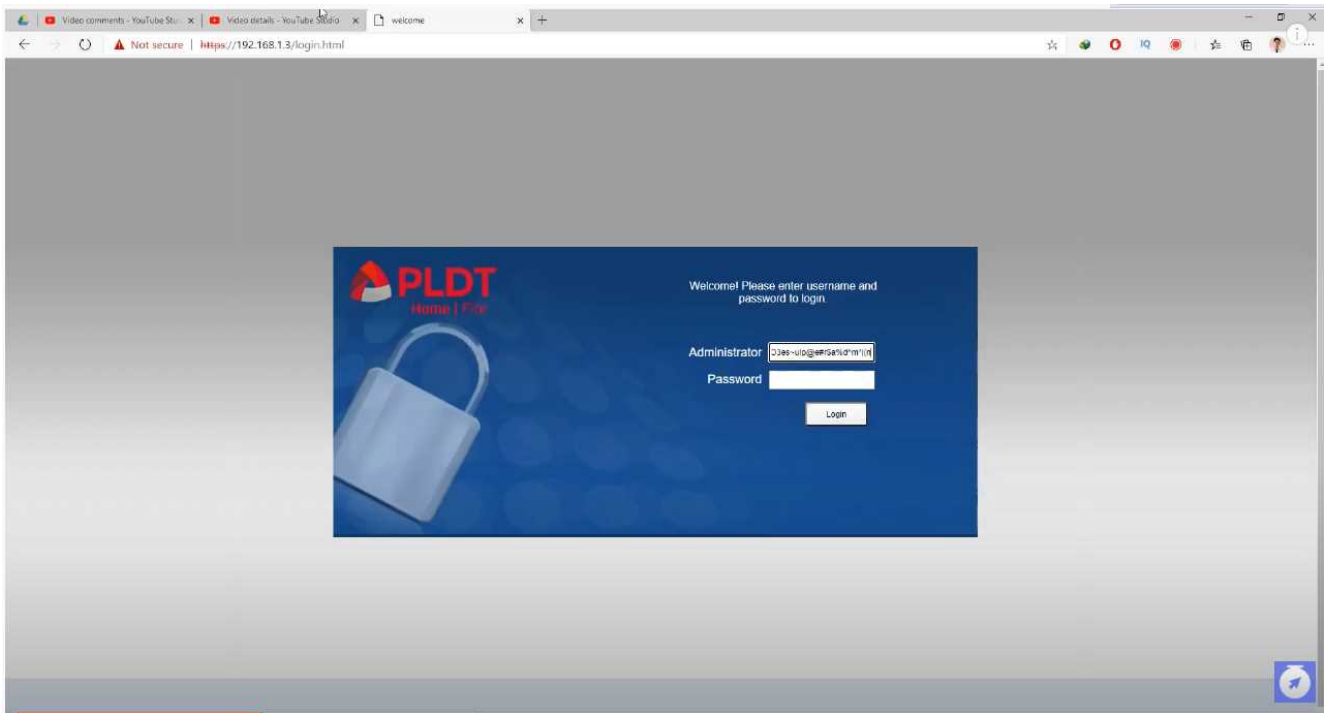 Video comments - YouTube Stu
Video details - YouTube Studio
welcome
Not secure
https://192.168.1.3/login.html
IQ
PLDT
Home |
Welcome! Please enter username and
password to login.
Administrator
Password
Login